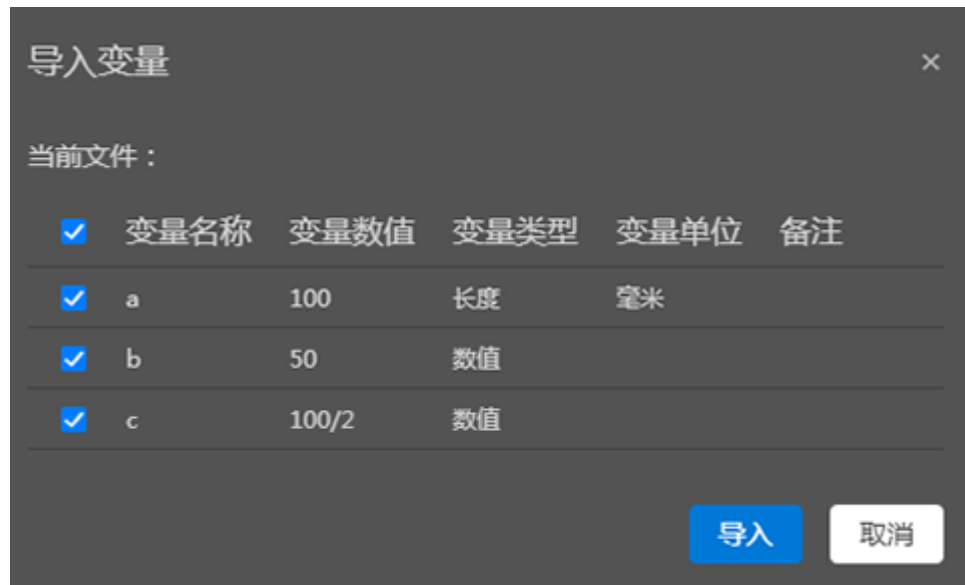 导入变量 ×
当前文件：
变量名称 变量数值 变量类型 变量单位 备注
a 100 长度 毫米
b 50 数值
c 100/2 数值
导入 取消